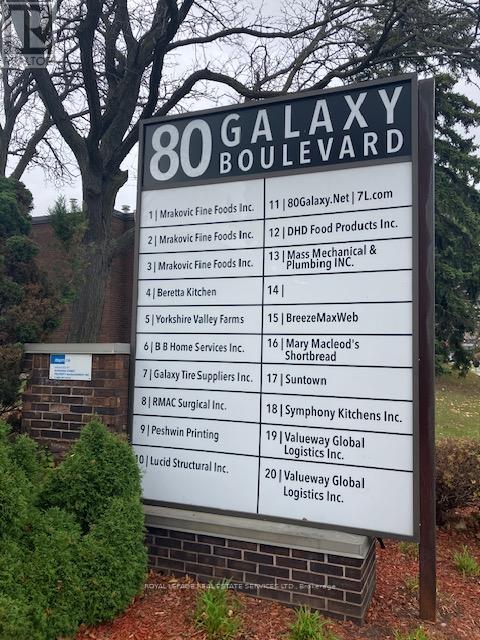 80 GALAXY
BOULEVARD
1 | Mrakovic Fine Foods Inc.
2 | Mrakovic Fine Foods Inc.
3 | Mrakovic Fine Foods Inc.
4 | Beretta Kitchen
5 | Yorkshire Valley Farms
6 | B B Home Services Inc.
7 | Galaxy Tire Suppliers Inc.
8 | RMAC Surgical Inc.
9 | Peshwin Printing
10 | Lucid Structural Inc.
11 | 80Galaxy.Net | 7L.com
12 | DHD Food Products Inc.
13 | Mass Mechanical &
Plumbing INC.
14 |
15 | BreezeMaxWeb
16 | Mary Macleod's
Shortbread
17 | Suntown
18 | Symphony Kitchens Inc.
19 | Valueway Global
Logistics Inc.
20 | Valueway Global
Logistics Inc.
REALTOR
ROYAL LEPAGE REAL ESTATE SERVICES LTD., Brokerage